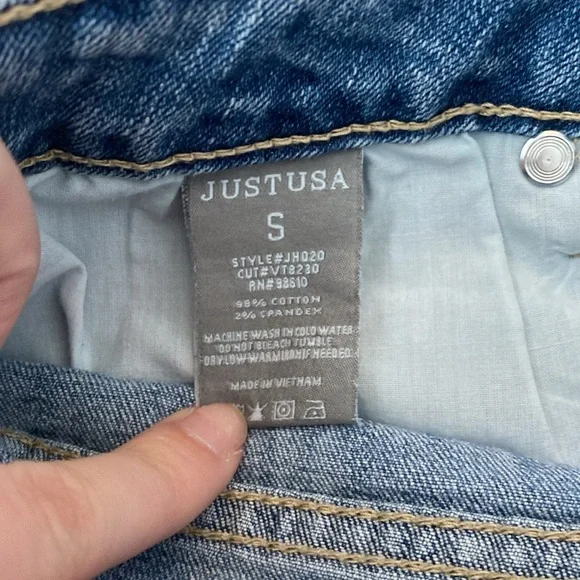 JUSTUSA
S
STYLE#JH020
CUT#VT8230
RN#98610
98% COTTON
2% SPANDEX
MACHINE WASH IN COLD WATER
DO NOT BLEACH TUMBLE
DRY LOW WARM IRON IF NEEDED
MADE IN VIETNAM